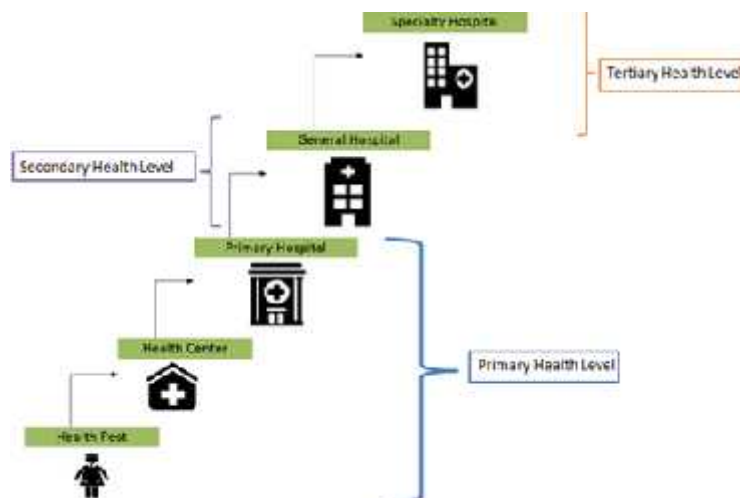 Specialty Hospital
Tertiary Health Level
General Hospital
Secondary Health Level
Primary Hospital
Health Center
Primary Health Level
Health Post